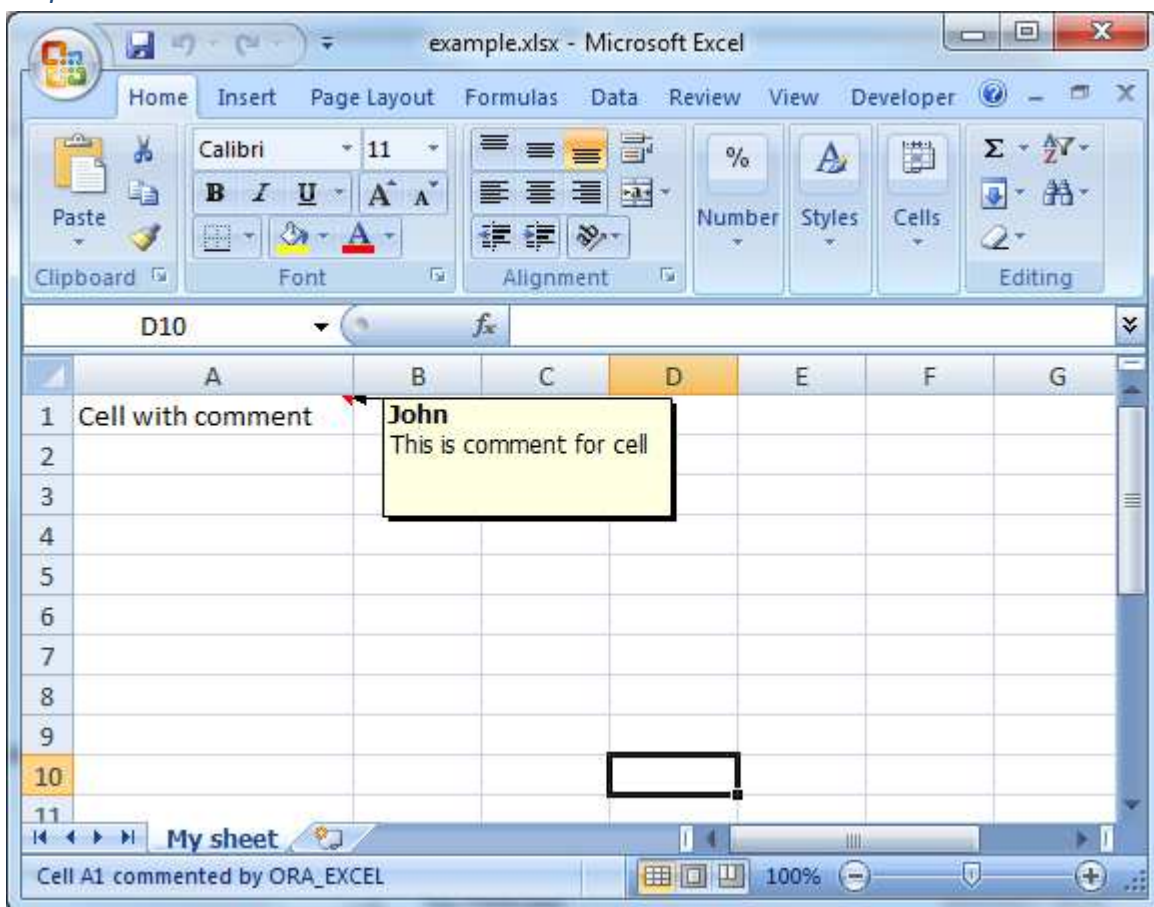 example.xlsx - Microsoft Excel
Home Insert Page Layout Formulas Data Review View Developer
Calibri 11
B I U A A
Paste
A
% Number
A Styles
Cells
Σ
A Z
Clipboard Font Alignment Editing
D10 fx
A B C D E F G
1 Cell with comment
John
This is comment for cell
2
3
4
5
6
7
8
9
10
11
My sheet
Cell A1 commented by ORA_EXCEL 100%